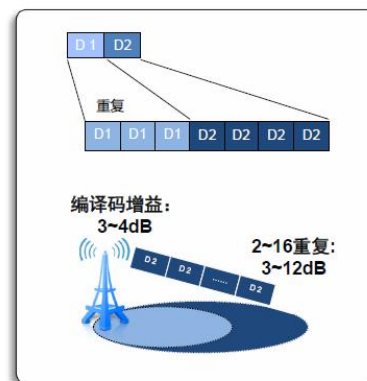 D 1 D2
重复
D1 D1 D1 D2 D2 D2 D2
编译码增益:
3~4dB
2~16重复:
3~12dB
D2 D2 ...... D2